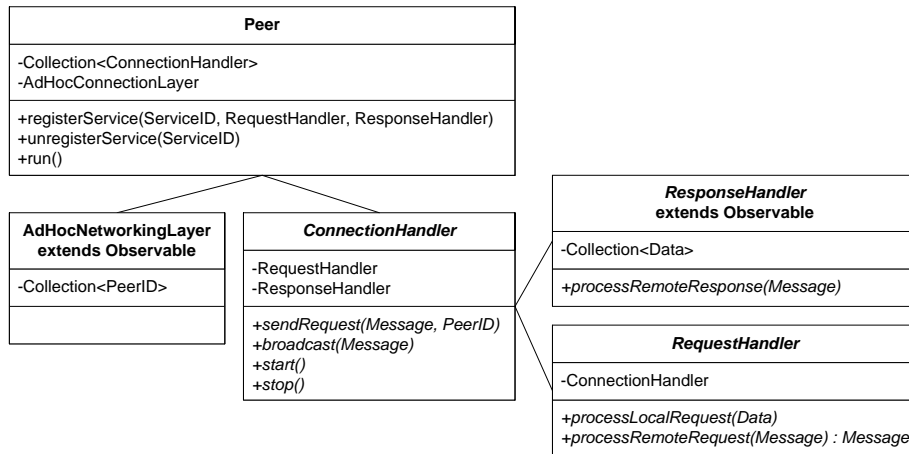 Peer
-Collection<ConnectionHandler>
-AdHocConnectionLayer
+registerService(ServiceID, RequestHandler, ResponseHandler)
+unregisterService(ServiceID)
+run()
AdHocNetworkingLayer
extends Observable
-Collection<PeerID>
ConnectionHandler
-RequestHandler
-ResponseHandler
+sendRequest(Message, PeerID)
+broadcast(Message)
+start()
+stop()
ResponseHandler
extends Observable
-Collection<Data>
+processRemoteResponse(Message)
RequestHandler
-ConnectionHandler
+processLocalRequest(Data)
+processRemoteRequest(Message) : Message